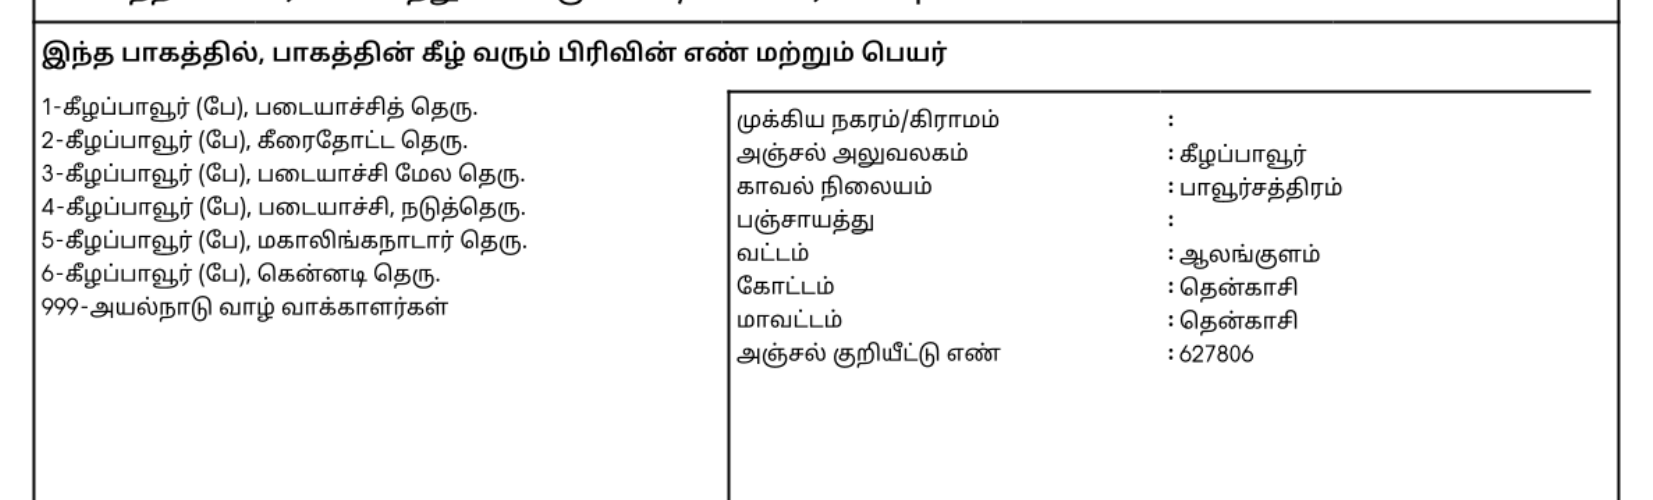 இந்த பாகத்தில், பாகத்தின் கீழ் வரும் பிரிவின் எண் மற்றும் பெயர்
1-கீழப்பாவூர் (பே), படையாச்சித் தெரு.
2-கீழப்பாவூர் (பே), கீரைதோட்ட தெரு.
3-கீழப்பாவூர் (பே), படையாச்சி மேல தெரு.
4-கீழப்பாவூர் (பே), படையாச்சி, நடுத்தெரு.
5-கீழப்பாவூர் (பே), மகாலிங்கநாடார் தெரு.
6-கீழப்பாவூர் (பே), கென்னடி தெரு.
999-அயல்நாடு வாழ் வாக்காளர்கள்
முக்கிய நகரம்/கிராமம் :
அஞ்சல் அலுவலகம் : கீழப்பாவூர்
காவல் நிலையம் : பாவூர்சத்திரம்
பஞ்சாயத்து :
வட்டம் : ஆலங்குளம்
கோட்டம் : தென்காசி
மாவட்டம் : தென்காசி
அஞ்சல் குறியீட்டு எண் : 627806